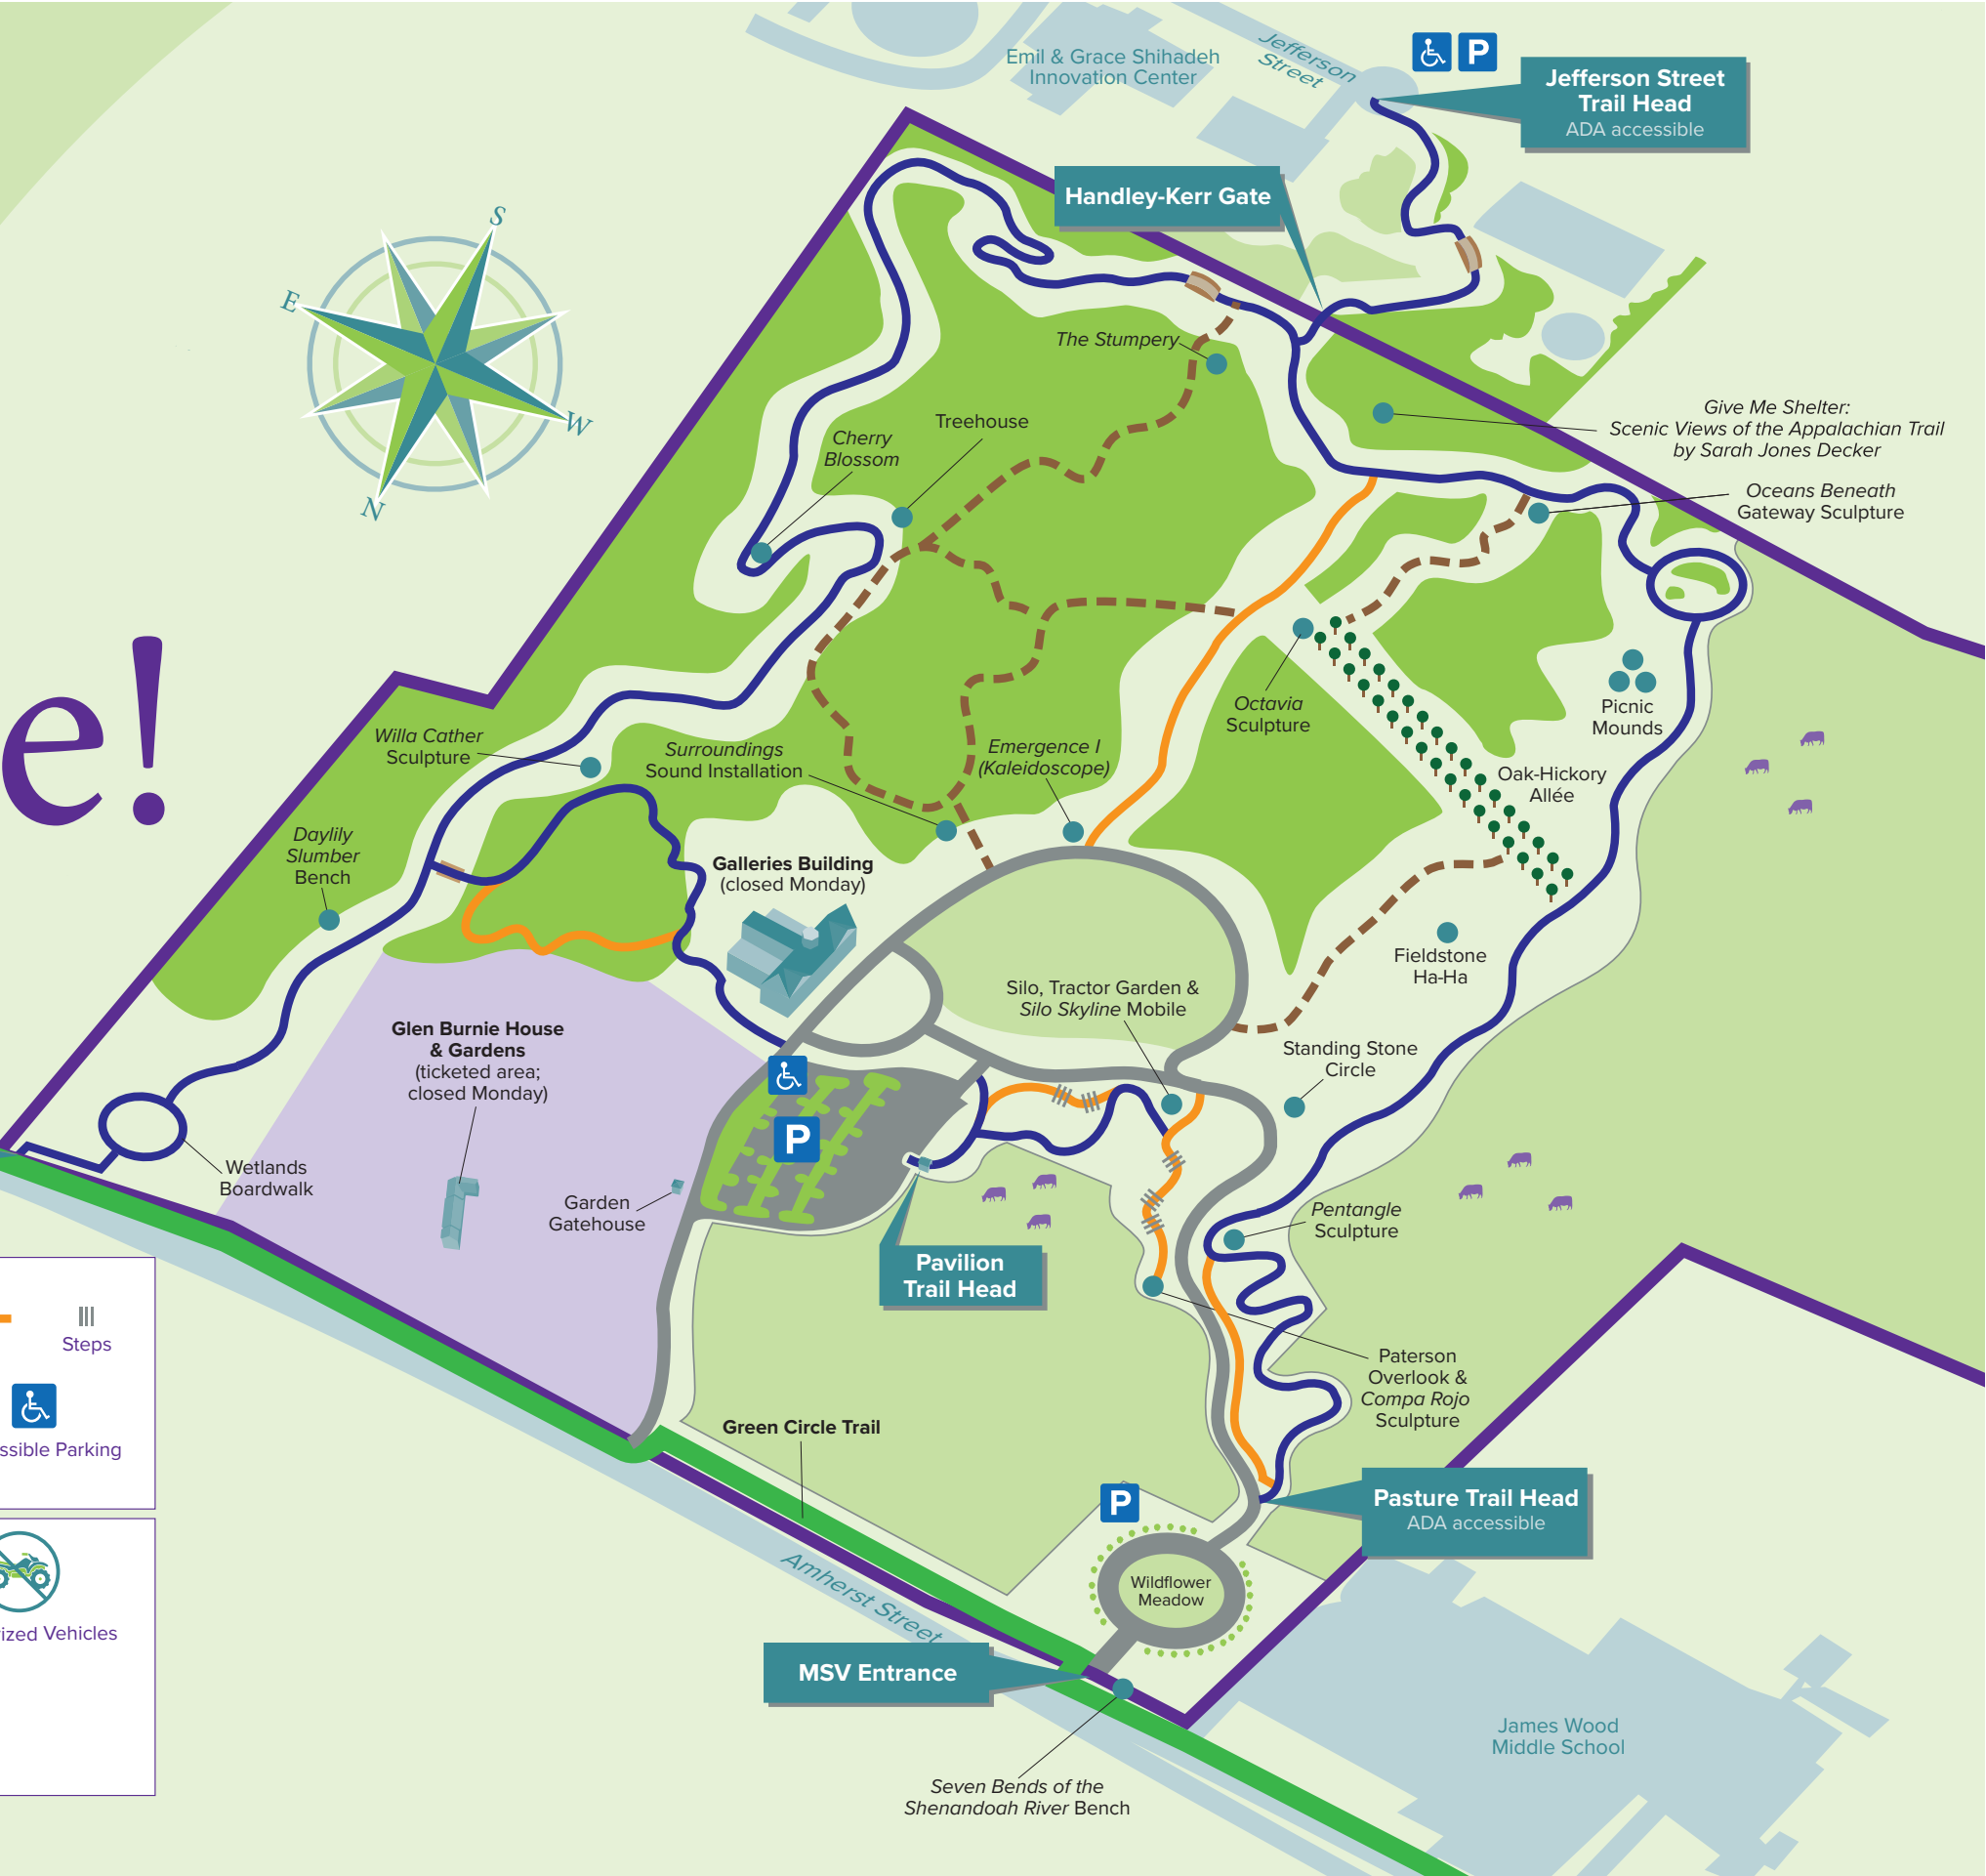 Emil & Grace Shihadeh
Innovation Center
Jefferson
Street
P
Jefferson Street
Trail Head
ADA accessible
Handley-Kerr Gate
S
E
W
N
The Stumpery
Treehouse
Cherry
Blossom
Give Me Shelter:
Scenic Views of the Appalachian Trail
by Sarah Jones Decker
Oceans Beneath
Gateway Sculpture
e!
Octavia
Sculpture
Picnic
Mounds
Willa Cather
Sculpture
Surroundings
Sound Installation
Emergence I
(Kaleidoscope)
Oak-Hickory
Allée
Daylily
Slumber
Bench
Galleries Building
(closed Monday)
Fieldstone
Ha-Ha
Silo, Tractor Garden &
Silo Skyline Mobile
Glen Burnie House
& Gardens
(ticketed area;
closed Monday)
Standing Stone
Circle
P
Wetlands
Boardwalk
Garden
Gatehouse
Pentangle
Sculpture
Pavilion
Trail Head
Steps
Paterson
Overlook &
Compa Rojo
Sculpture
ssible Parking
Green Circle Trail
P
Pasture Trail Head
ADA accessible
Amherst Street
Wildflower
Meadow
ized Vehicles
MSV Entrance
James Wood
Middle School
Seven Bends of the
Shenandoah River Bench